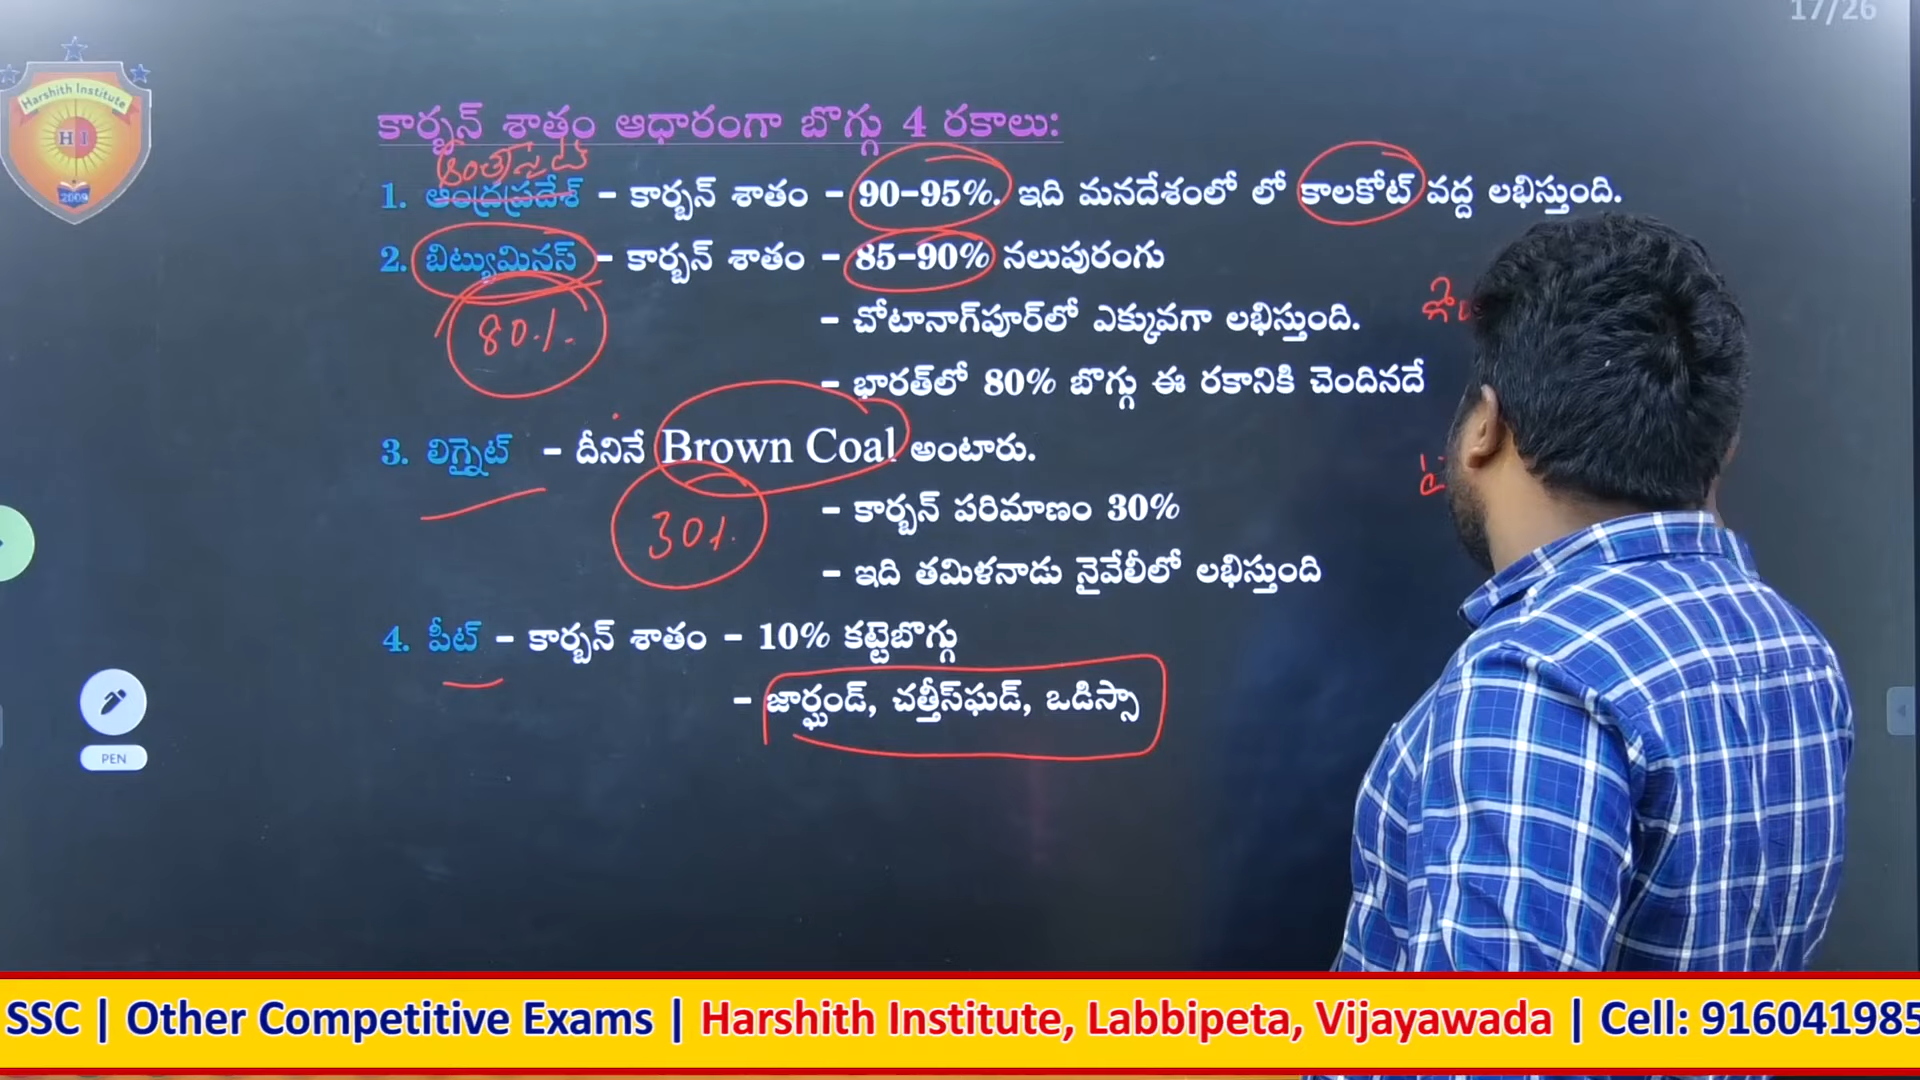 17/26
Harshith Institute
HI
2009
కార్బన్ శాతం ఆధారంగా బొగ్గు 4 రకాలు:
ఆంత్రసైట్
1. ఆంధ్రప్రదేశ్ - కార్బన్ శాతం - 90-95%. ఇది మనదేశంలో లో కాలకోట్ వద్ద లభిస్తుంది.
2. బిట్యుమినస్ - కార్బన్ శాతం - 85-90% నలుపురంగు
80%.
- చోటానాగ్‌పూర్‌లో ఎక్కువగా లభిస్తుంది.
- భారత్‌లో 80% బొగ్గు ఈ రకానికి చెందినదే
3. లిగ్నైట్ - దీనినే Brown Coal అంటారు.
30%.
- కార్బన్ పరిమాణం 30%
- ఇది తమిళనాడు నైవేలీలో లభిస్తుంది
4. పీట్ - కార్బన్ శాతం - 10% కట్టెబొగ్గు
- జార్ఖండ్, చత్తీస్‌ఘడ్, ఒడిస్సా
PEN
SSC | Other Competitive Exams | Harshith Institute, Labbipeta, Vijayawada | Cell: 916041985